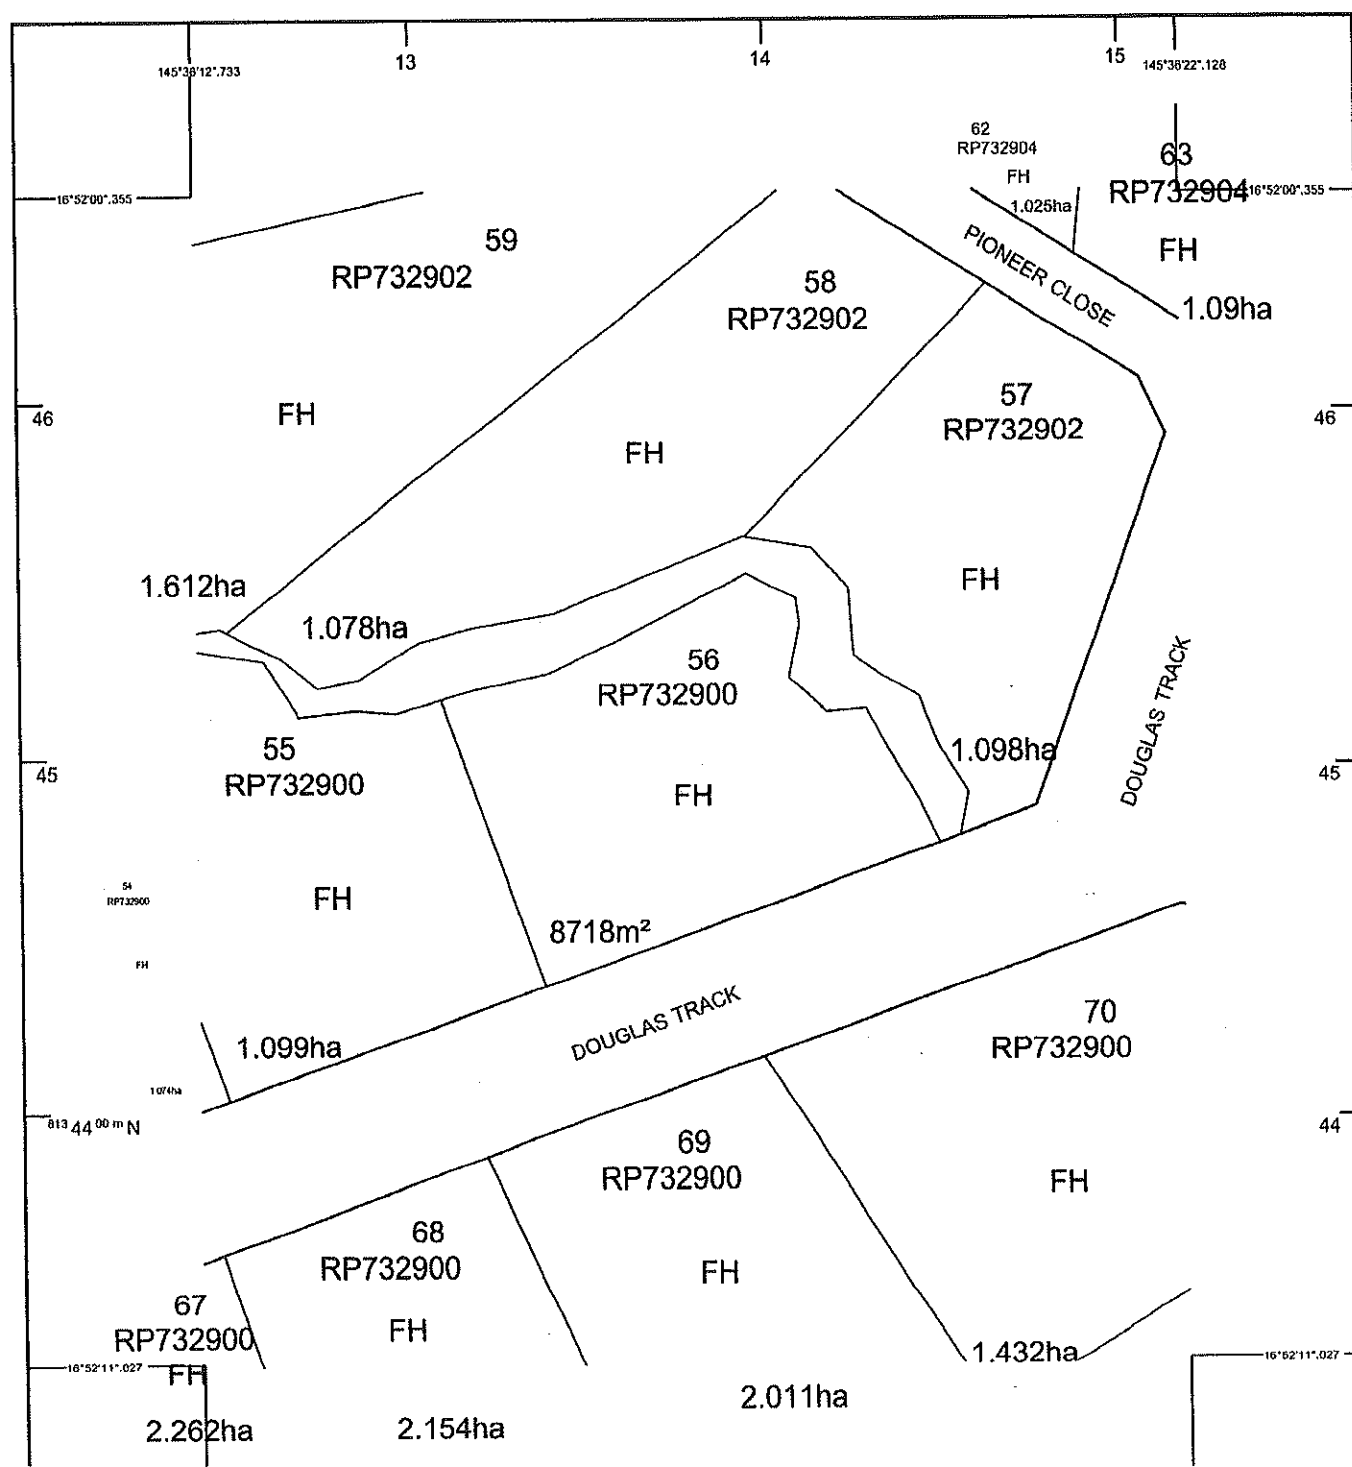 13
14
15
145°36'12".733
145°36'22".128
62
RP732904
FH
1.025ha
63
RP732904
FH
1.09ha
16°52'00".355
16°52'00".355
PIONEER CLOSE
59
RP732902
FH
1.612ha
58
RP732902
FH
1.078ha
57
RP732902
FH
1.098ha
46
46
56
RP732900
FH
8718m²
55
RP732900
FH
1.099ha
DOUGLAS TRACK
45
45
54
RP732900
FH
1.074ha
DOUGLAS TRACK
70
RP732900
FH
1.432ha
813 44 00 m N
44
69
RP732900
FH
2.011ha
68
RP732900
FH
2.154ha
67
RP732900
FH
2.262ha
16°52'11".027
16°52'11".027